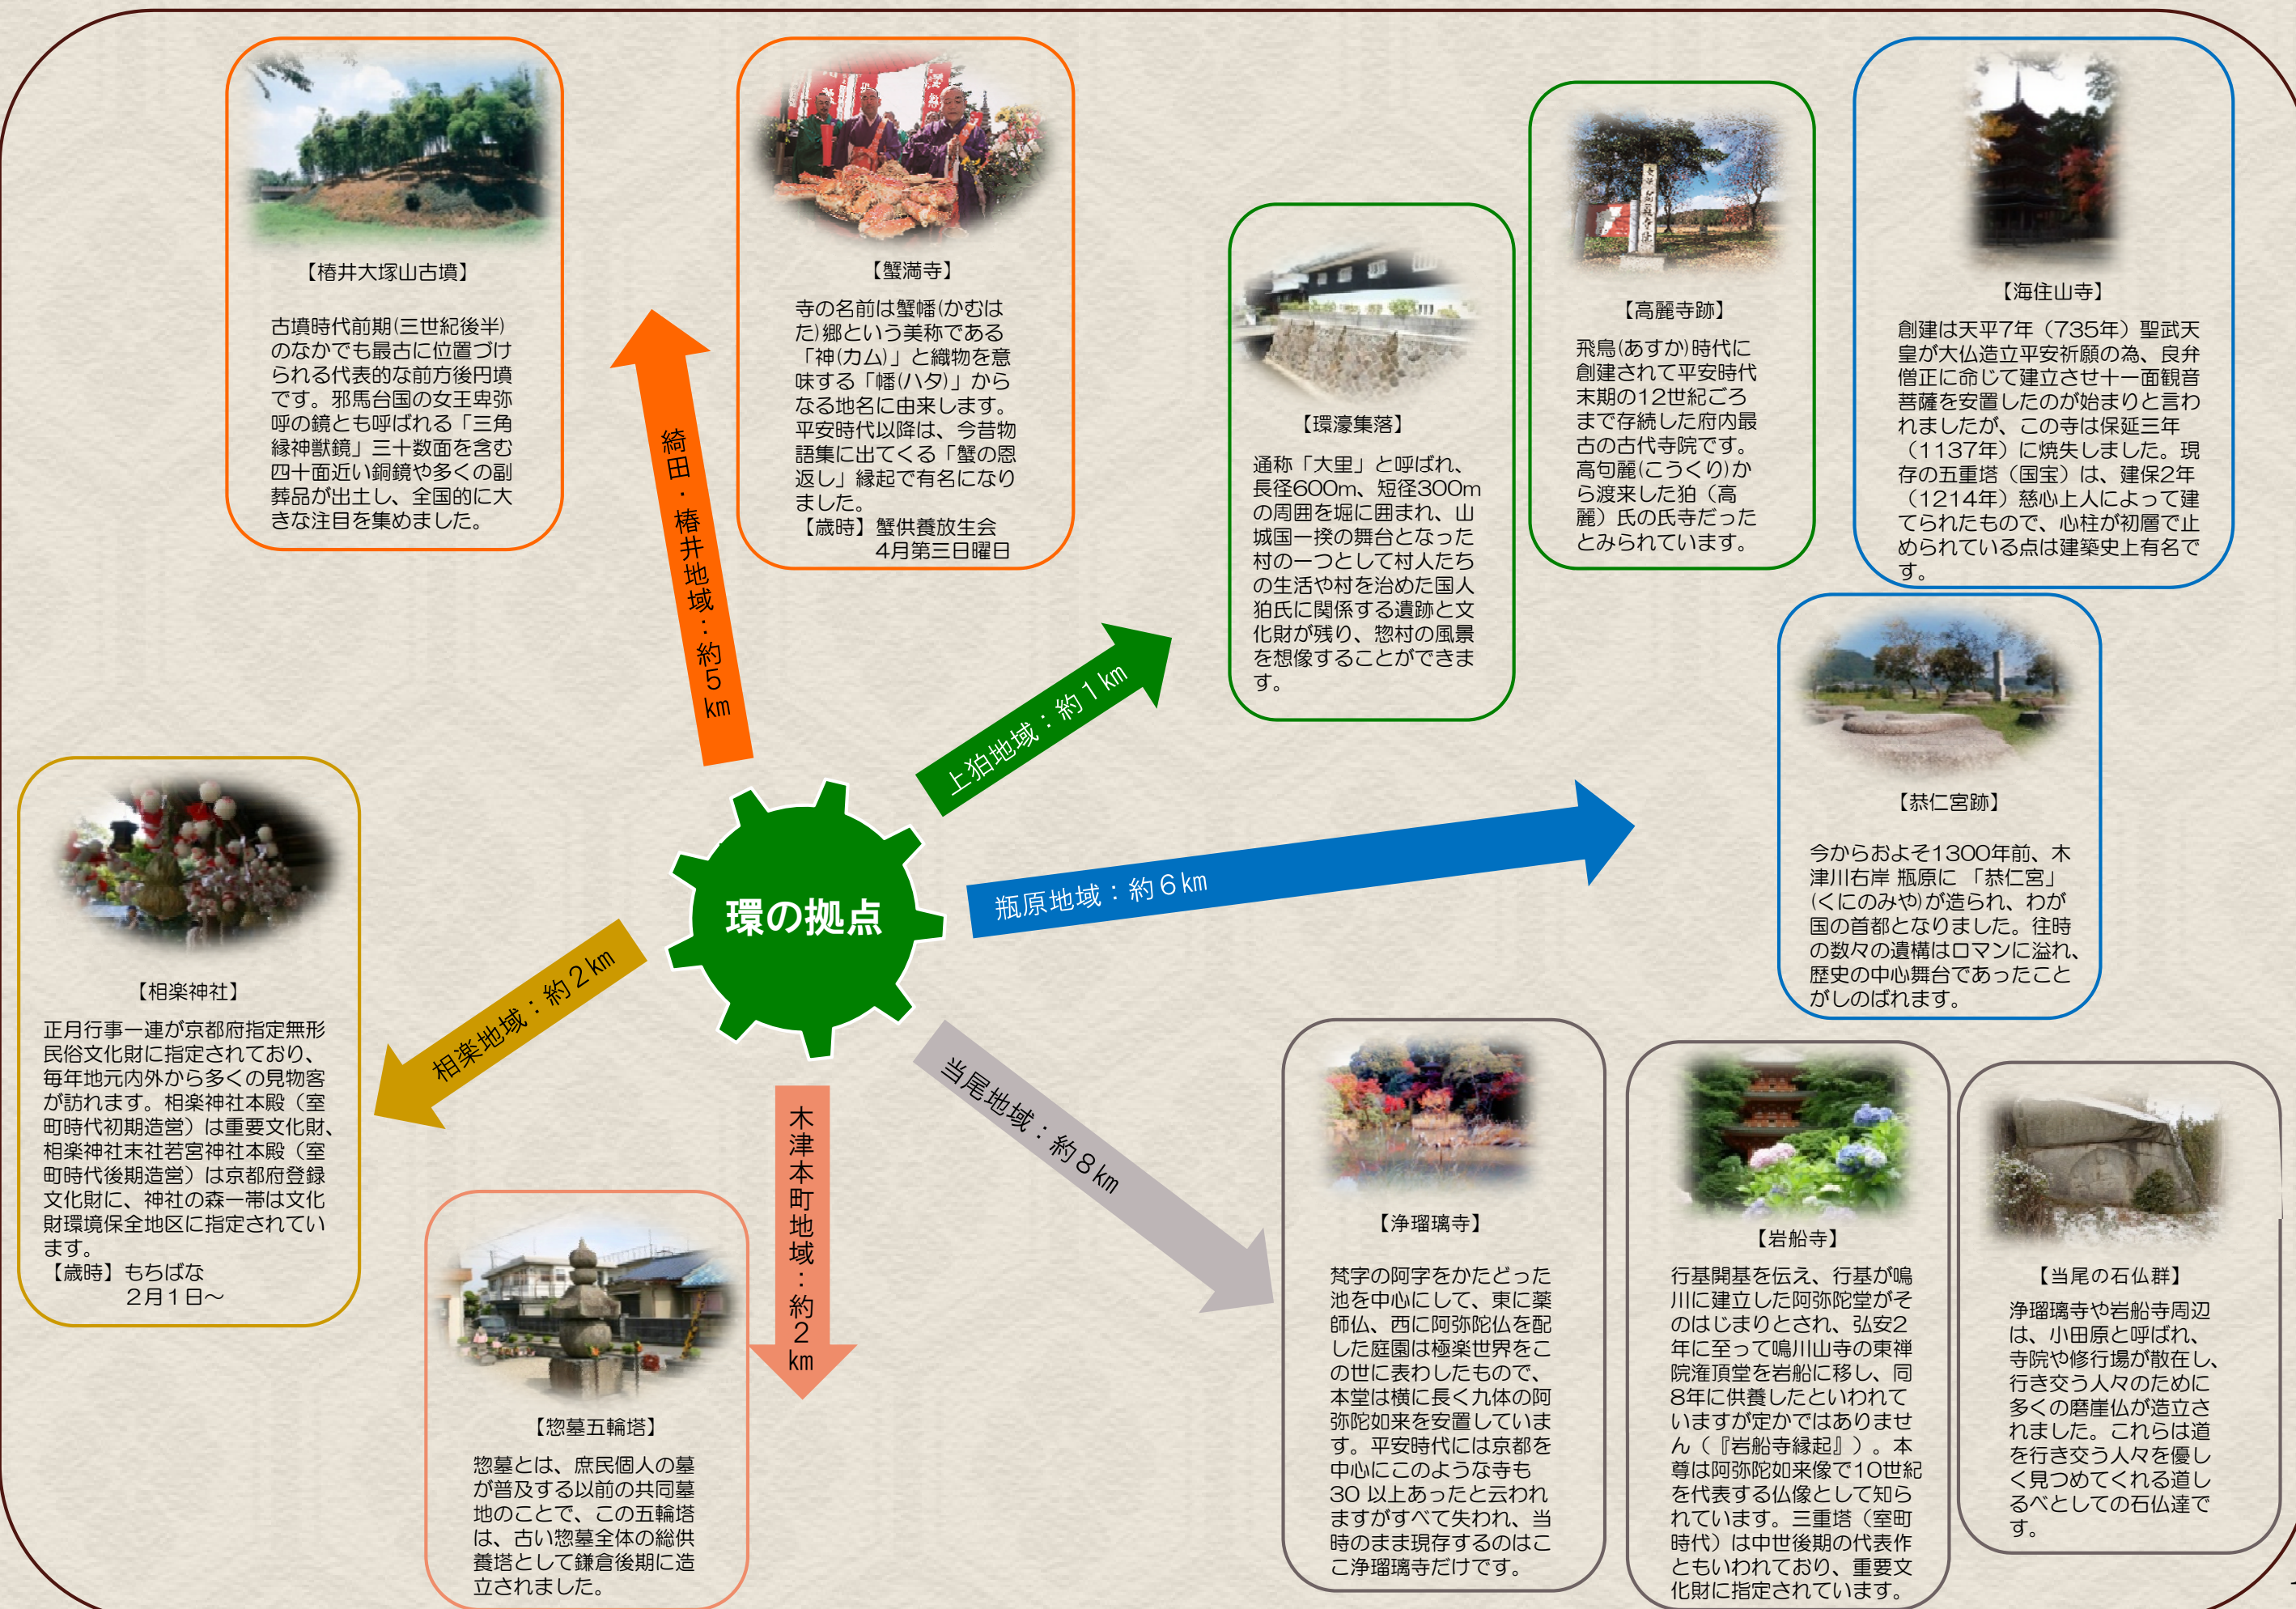 【椿井大塚山古墳】
古墳時代前期(三世紀後半)
のなかでも最古に位置づけ
られる代表的な前方後円墳
です。邪馬台国の女王卑弥
呼の鏡とも呼ばれる「三角
縁神獣鏡」三十数面を含む
四十面近い銅鏡や多くの副
葬品が出土し、全国的に大
きな注目を集めました。
【蟹満寺】
寺の名前は蟹幡(かむは
た)郷という美称である
「神(カム)」と織物を意
味する「幡(ハタ)」から
なる地名に由来します。
平安時代以降は、今昔物
語集に出てくる「蟹の恩
返し」縁起で有名になり
ました。
【歳時】蟹供養放生会
4月第三日曜日
【環濠集落】
通称「大里」と呼ばれ、
長径600m、短径300m
の周囲を堀に囲まれ、山
城国一揆の舞台となった
村の一つとして村人たち
の生活や村を治めた国人
狛氏に関係する遺跡と文
化財が残り、惣村の風景
を想像することができま
す。
【高麗寺跡】
飛鳥(あすか)時代に
創建されて平安時代
末期の12世紀ごろ
まで存続した府内最
古の古代寺院です。
高句麗(こうくり)か
ら渡来した狛（高
麗）氏の氏寺だった
とみられています。
【海住山寺】
創建は天平7年（735年）聖武天
皇が大仏造立平安祈願の為、良弁
僧正に命じて建立させ十一面観音
菩薩を安置したのが始まりと言わ
れましたが、この寺は保延三年
（1137年）に焼失しました。現
存の五重塔（国宝）は、建保2年
（1214年）慈心上人によって建
てられたもので、心柱が初層で止
められている点は建築史上有名で
す。
【恭仁宮跡】
今からおよそ1300年前、木
津川右岸 瓶原に 「恭仁宮」
(くにのみや)が造られ、わが
国の首都となりました。往時
の数々の遺構はロマンに溢れ、
歴史の中心舞台であったこと
がしのばれます。
綺田・椿井地域：約５km
上狛地域：約１km
瓶原地域：約６km
環の拠点
相楽地域：約２km
木津本町地域：約２km
当尾地域：約８km
【相楽神社】
正月行事一連が京都府指定無形
民俗文化財に指定されており、
毎年地元内外から多くの見物客
が訪れます。相楽神社本殿（室
町時代初期造営）は重要文化財、
相楽神社末社若宮神社本殿（室
町時代後期造営）は京都府登録
文化財に、神社の森一帯は文化
財環境保全地区に指定されてい
ます。
【歳時】もちばな
２月１日～
【惣墓五輪塔】
惣墓とは、庶民個人の墓
が普及する以前の共同墓
地のことで、この五輪塔
は、古い惣墓全体の総供
養塔として鎌倉後期に造
立されました。
【浄瑠璃寺】
梵字の阿字をかたどった
池を中心にして、東に薬
師仏、西に阿弥陀仏を配
した庭園は極楽世界をこ
の世に表わしたもので、
本堂は横に長く九体の阿
弥陀如来を安置していま
す。平安時代には京都を
中心にこのような寺も
30 以上あったと云われ
ますがすべて失われ、当
時のまま現存するのはこ
こ浄瑠璃寺だけです。
【岩船寺】
行基開基を伝え、行基が鳴
川に建立した阿弥陀堂がそ
のはじまりとされ、弘安2
年に至って鳴川山寺の東禅
院潅頂堂を岩船に移し、同
8年に供養したといわれて
いますが定かではありませ
ん（『岩船寺縁起』）。本
尊は阿弥陀如来像で10世紀
を代表する仏像として知ら
れています。三重塔（室町
時代）は中世後期の代表作
ともいわれており、重要文
化財に指定されています。
【当尾の石仏群】
浄瑠璃寺や岩船寺周辺
は、小田原と呼ばれ、
寺院や修行場が散在し、
行き交う人々のために
多くの磨崖仏が造立さ
れました。これらは道
を行き交う人々を優し
く見つめてくれる道し
るべとしての石仏達で
す。